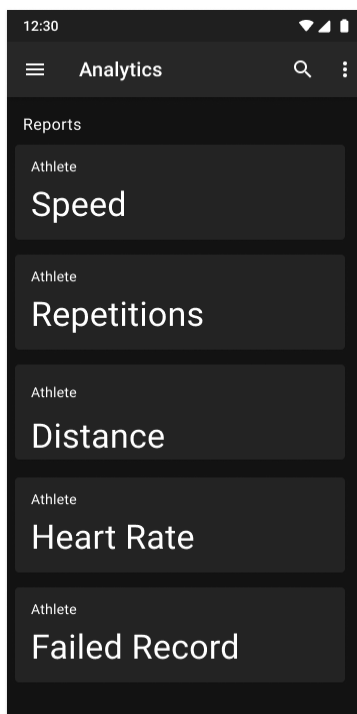 12:30
Analytics
Reports
Athlete
Speed
Athlete
Repetitions
Athlete
Distance
Athlete
Heart Rate
Athlete
Failed Record